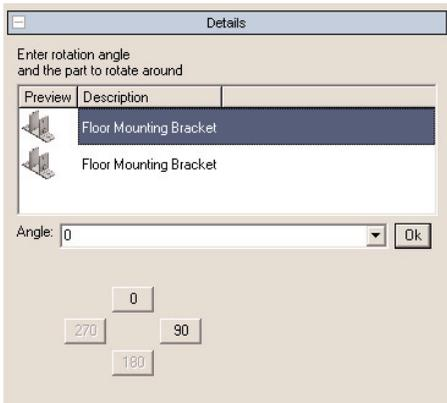 Details
Enter rotation angle
and the part to rotate around
Preview Description
Floor Mounting Bracket
Floor Mounting Bracket
Angle: 0 Ok
0
270 90
180